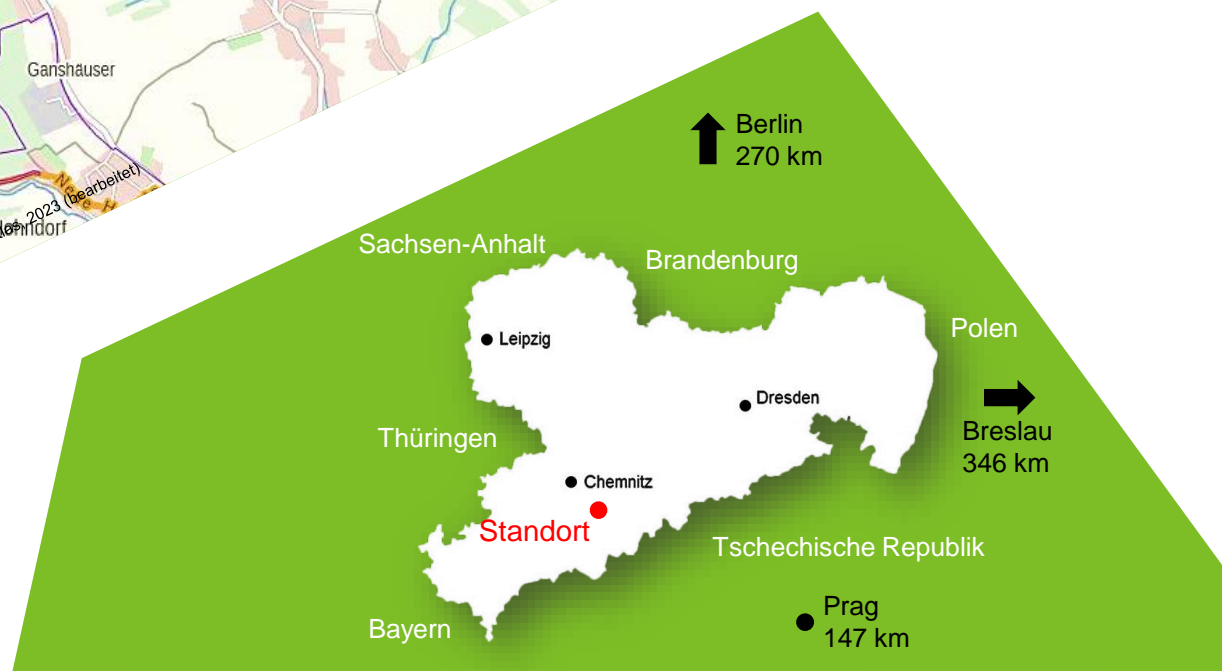 Ganshäuser
2023 (bearbeitet)
Berlin
270 km
Sachsen-Anhalt
Brandenburg
Polen
Leipzig
Dresden
Thüringen
Breslau
346 km
Chemnitz
Standort
Tschechische Republik
Prag
147 km
Bayern